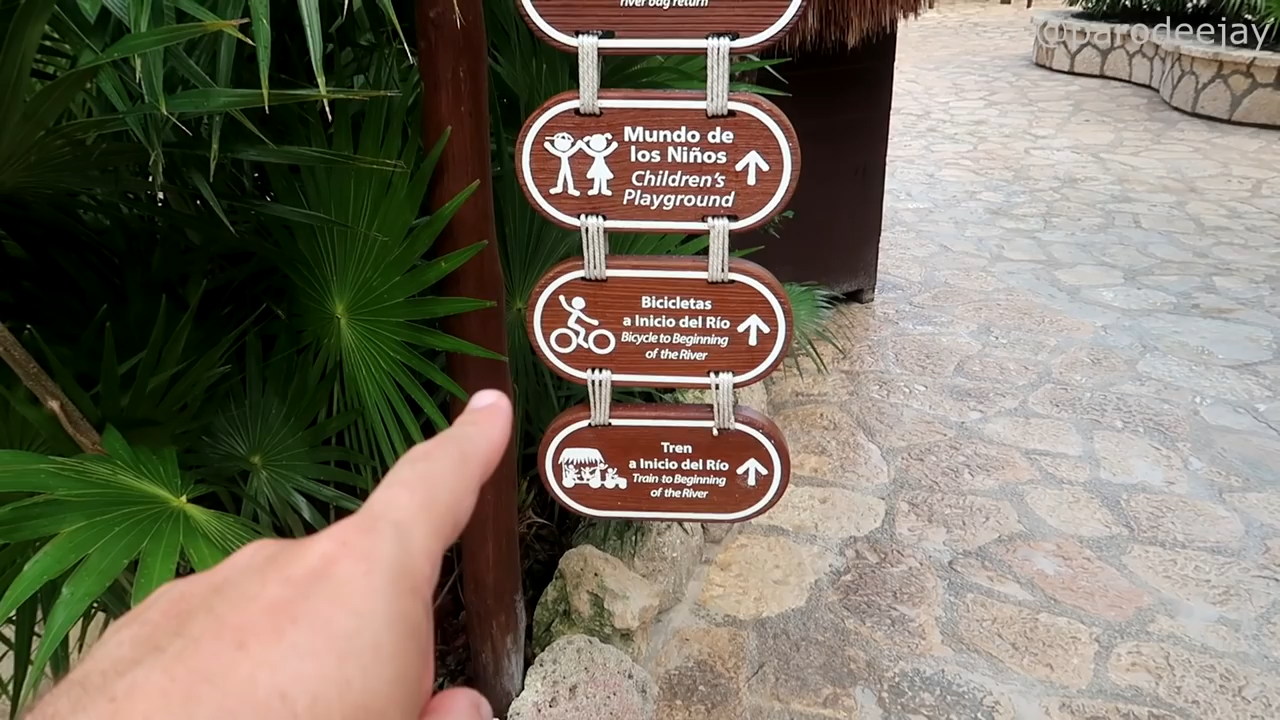 river bag return
@parodeejay
Mundo de
los Niños
Children's
Playground
Bicicletas
a Inicio del Río
Bicycle to Beginning
of the River
Tren
a Inicio del Río
Train to Beginning
of the River